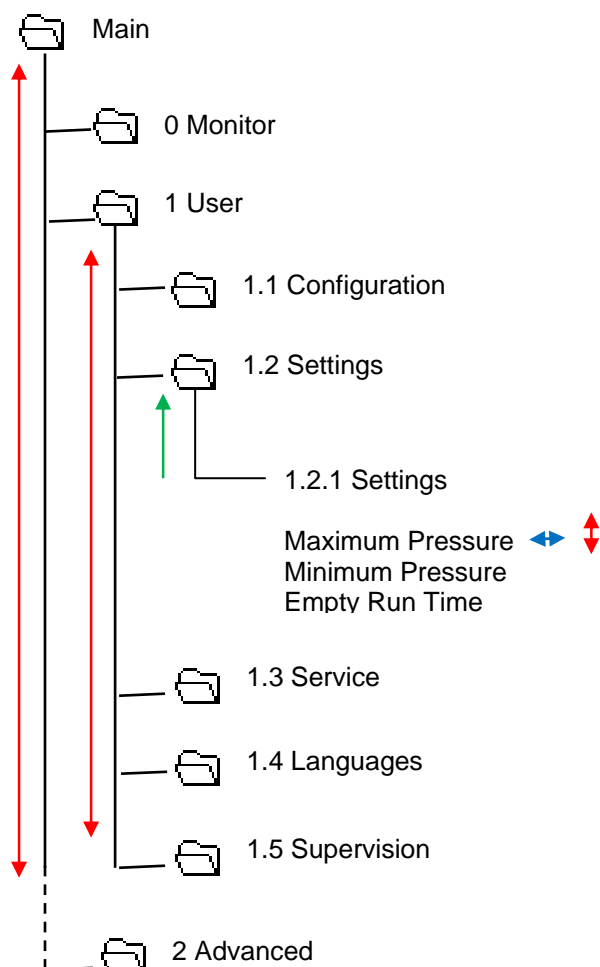 Main
0 Monitor
1 User
1.1 Configuration
1.2 Settings
1.2.1 Settings
Maximum Pressure
Minimum Pressure
Empty Run Time
1.3 Service
1.4 Languages
1.5 Supervision
2 Advanced